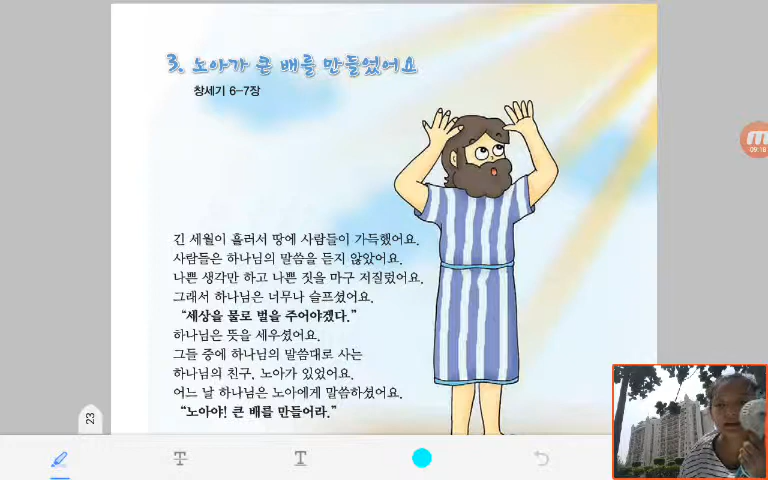 3. 노아가 큰 배를 만들었어요
창세기 6-7장
긴 세월이 흘러서 땅에 사람들이 가득했어요.
사람들은 하나님의 말씀을 듣지 않았어요.
나쁜 생각만 하고 나쁜 짓을 마구 저질렀어요.
그래서 하나님은 너무나 슬프셨어요.
“세상을 물로 벌을 주어야겠다.”
하나님은 뜻을 세우셨어요.
그들 중에 하나님의 말씀대로 사는
하나님의 친구, 노아가 있었어요.
어느 날 하나님은 노아에게 말씀하셨어요.
“노아야! 큰 배를 만들어라.”
23
09:18